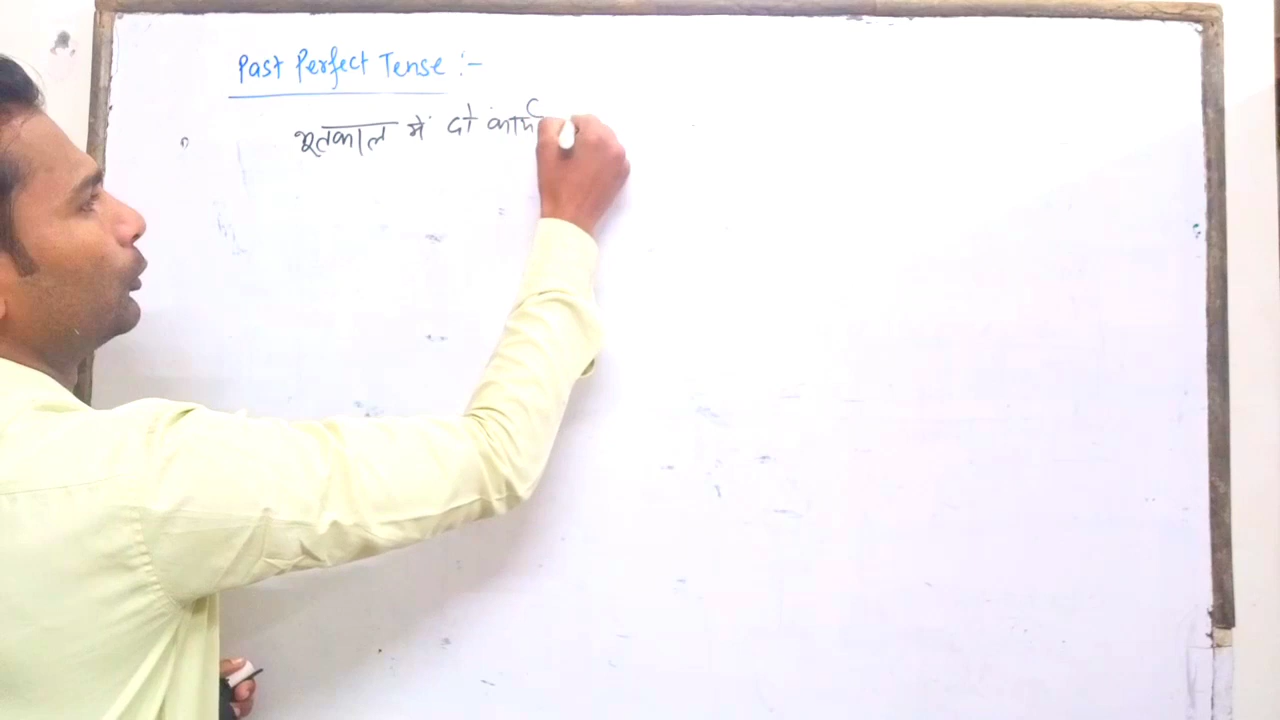 Past Perfect Tense :-
भूतकाल में दो कार्य